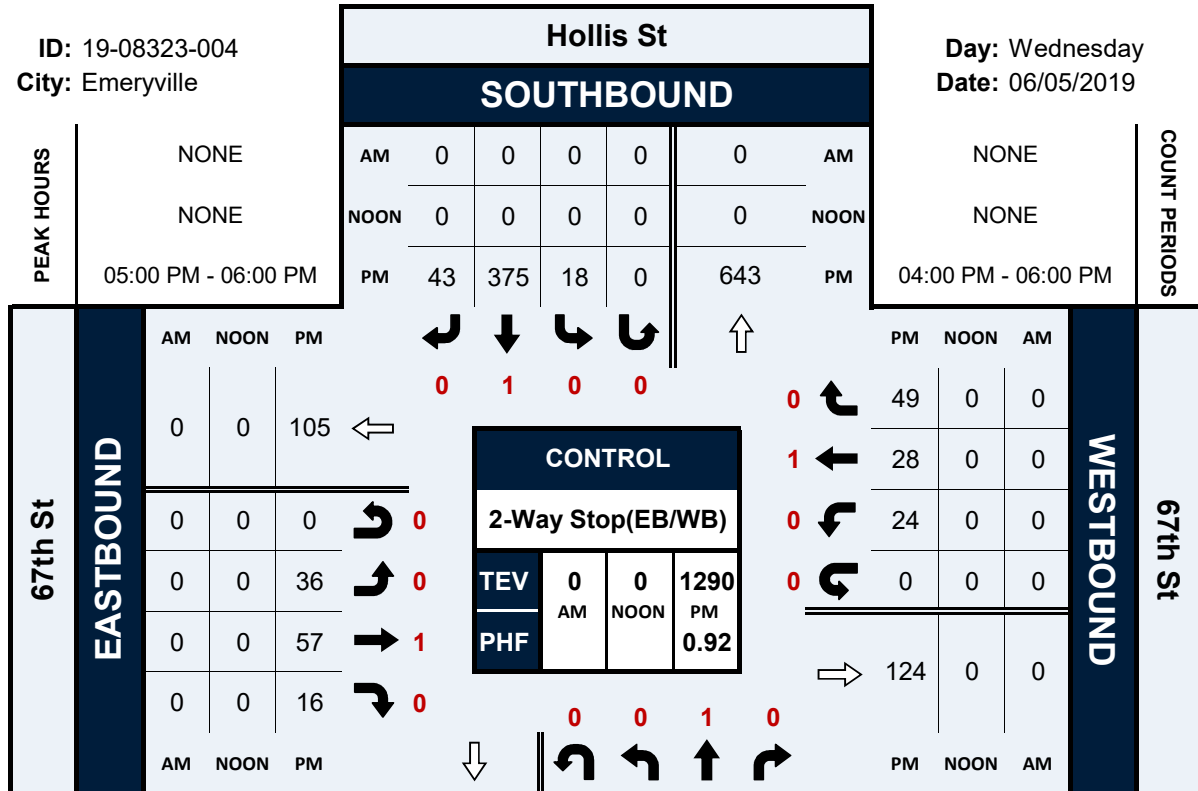 Hollis St
ID: 19-08323-004
City: Emeryville
Day: Wednesday
Date: 06/05/2019
SOUTHBOUND
PEAK HOURS
NONE
NONE
05:00 PM - 06:00 PM
AM 0 0 0 0 0 AM
NOON 0 0 0 0 0 NOON
PM 43 375 18 0 643 PM
NONE
NONE
04:00 PM - 06:00 PM
COUNT PERIODS
67th St
EASTBOUND
AM NOON PM
0 0 105
0 0 0 0
0 0 36 0
0 0 57 1
0 0 16 0
AM NOON PM
0 1 0 0
CONTROL
2-Way Stop(EB/WB)
TEV 0 0 1290
AM NOON PM
PHF 0.92
0 0 1 0
PM NOON AM
0 49 0 0
1 28 0 0
0 24 0 0
0 0 0 0
124 0 0
PM NOON AM
WESTBOUND
67th St